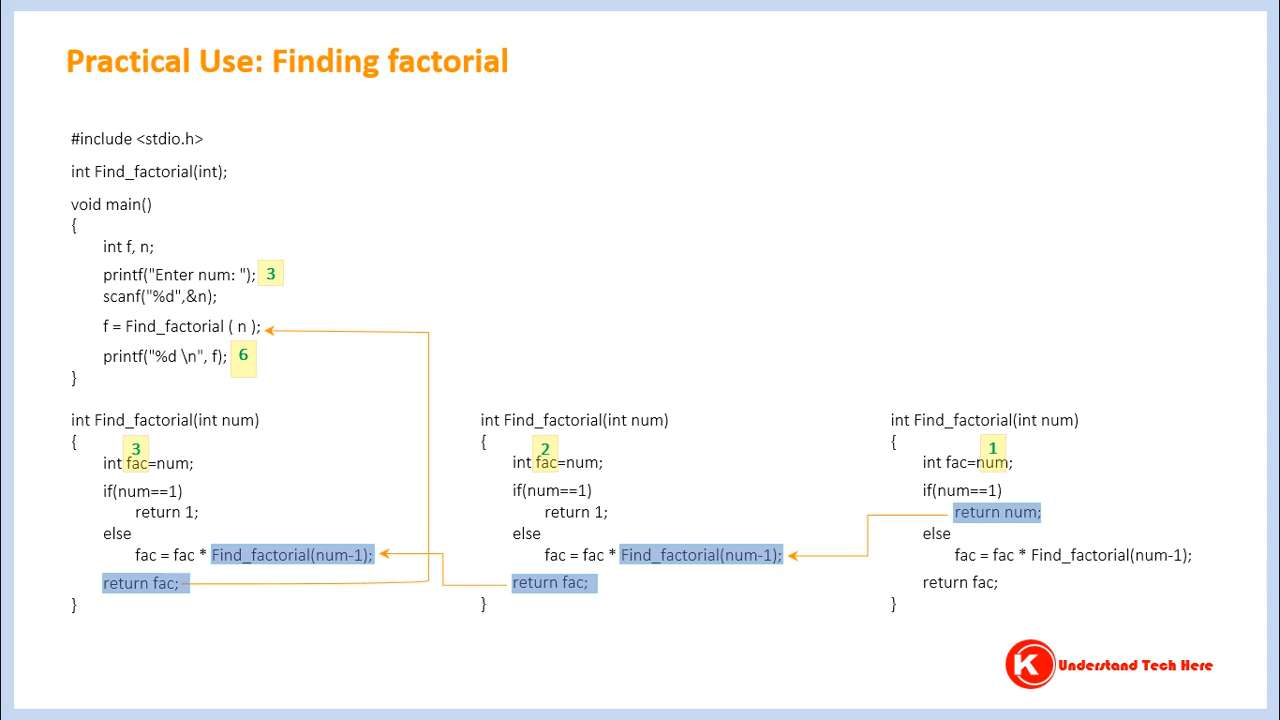 Practical Use: Finding factorial
#include <stdio.h>
int Find_factorial(int);
void main()
{
int f, n;
printf("Enter num: "); 3
scanf("%d",&n);
f = Find_factorial ( n );
printf("%d \n", f); 6
}
int Find_factorial(int num)
{
3
int fac=num;
if(num==1)
return 1;
else
fac = fac * Find_factorial(num-1);
return fac;
}
int Find_factorial(int num)
{
2
int fac=num;
if(num==1)
return 1;
else
fac = fac * Find_factorial(num-1);
return fac;
}
int Find_factorial(int num)
{
1
int fac=num;
if(num==1)
return num;
else
fac = fac * Find_factorial(num-1);
return fac;
}
K Understand Tech Here